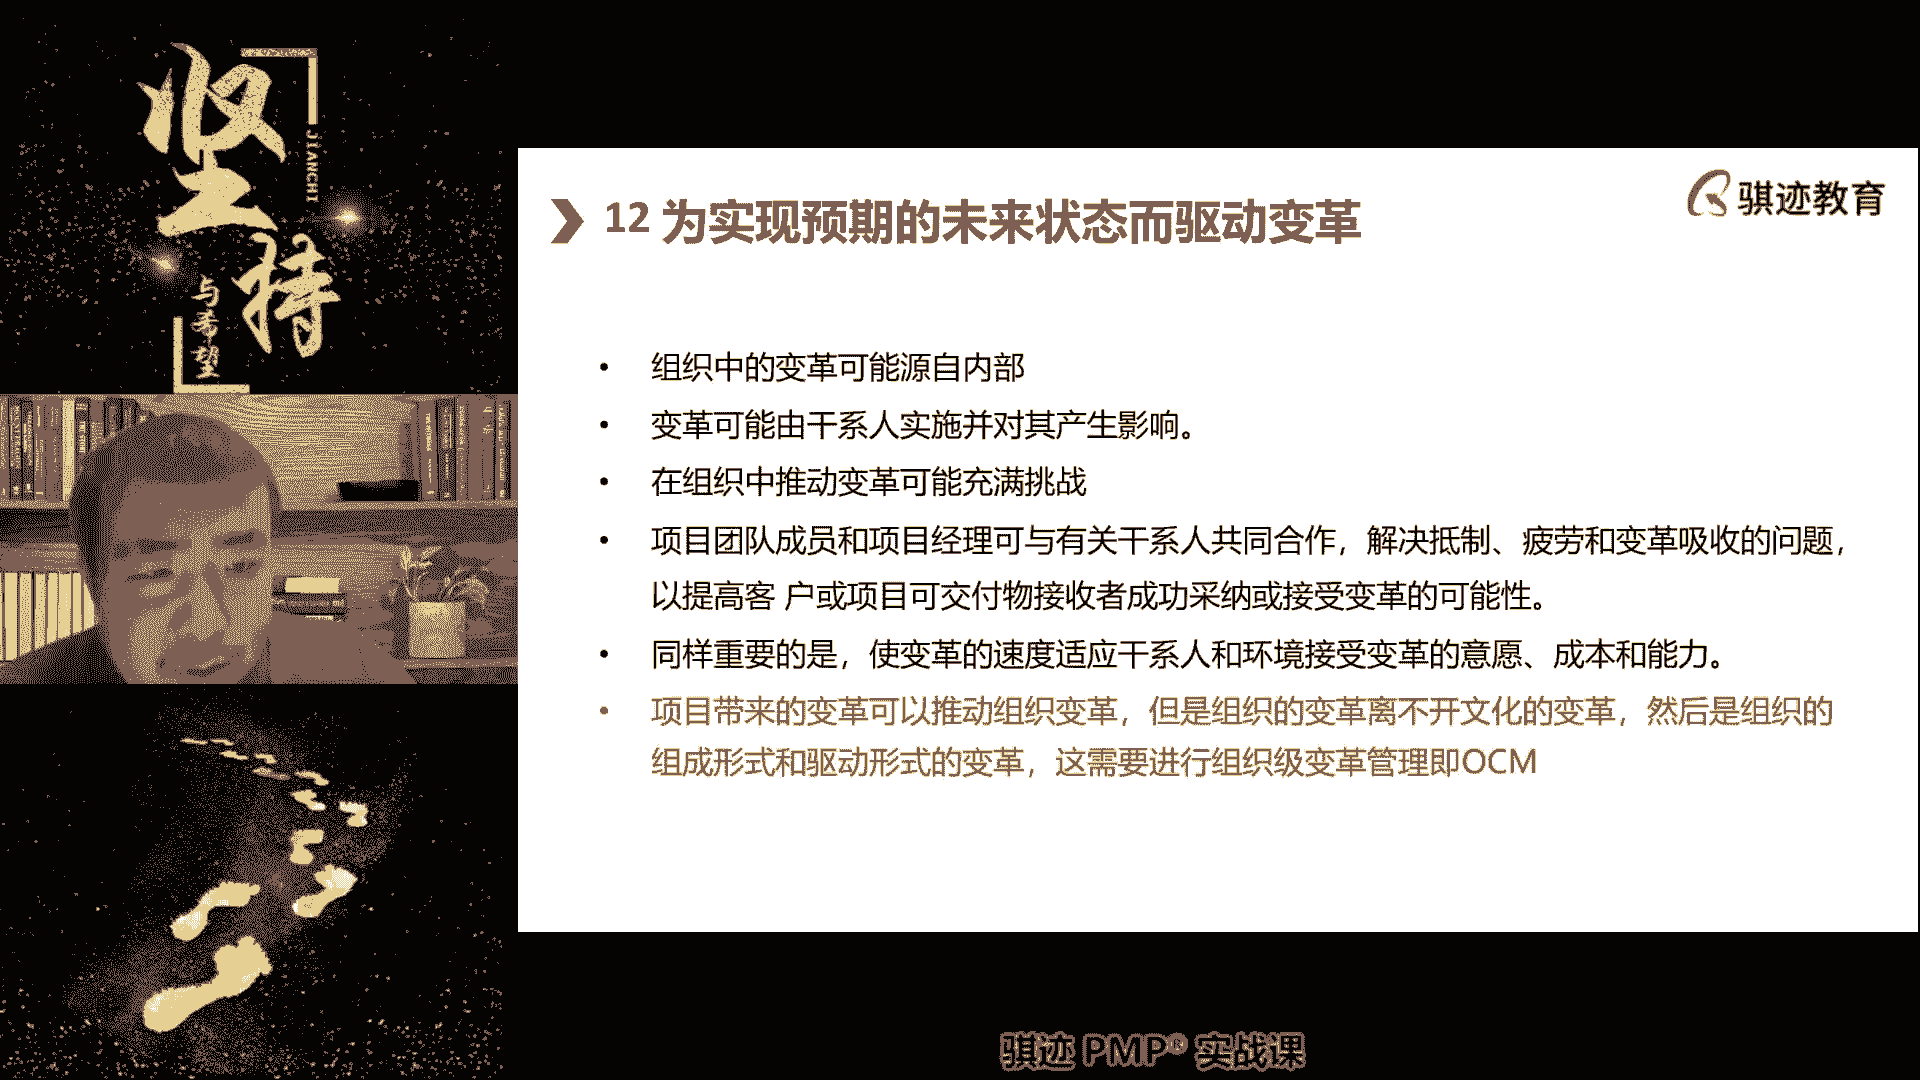 坚持
JIANCHI
与希望
骐迹教育
12 为实现预期的未来状态而驱动变革
• 组织中的变革可能源自内部
• 变革可能由干系人实施并对其产生影响。
• 在组织中推动变革可能充满挑战
• 项目团队成员和项目经理可与有关干系人共同合作，解决抵制、疲劳和变革吸收的问题，
以提高客 户或项目可交付物接收者成功采纳或接受变革的可能性。
• 同样重要的是，使变革的速度适应干系人和环境接受变革的意愿、成本和能力。
• 项目带来的变革可以推动组织变革，但是组织的变革离不开文化的变革，然后是组织的
组成形式和驱动形式的变革，这需要进行组织级变革管理即OCM
骐迹 PMP® 实战课